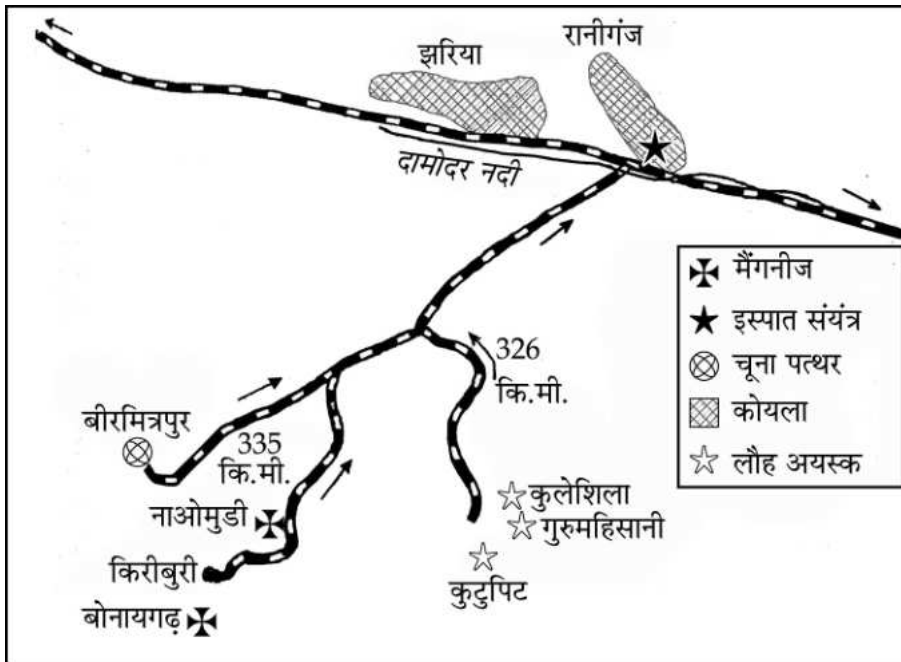 रानीगंज
झरिया
दामोदर नदी
मैंगनीज
इस्पात संयंत्र
चूना पत्थर
कोयला
लौह अयस्क
326
कि.मी.
बीरमित्रपुर
335
कि.मी.
नाओमुडी
किरीबुरी
बोनायगढ़
कुलेशिला
गुरुमहिसानी
कुटुपिट